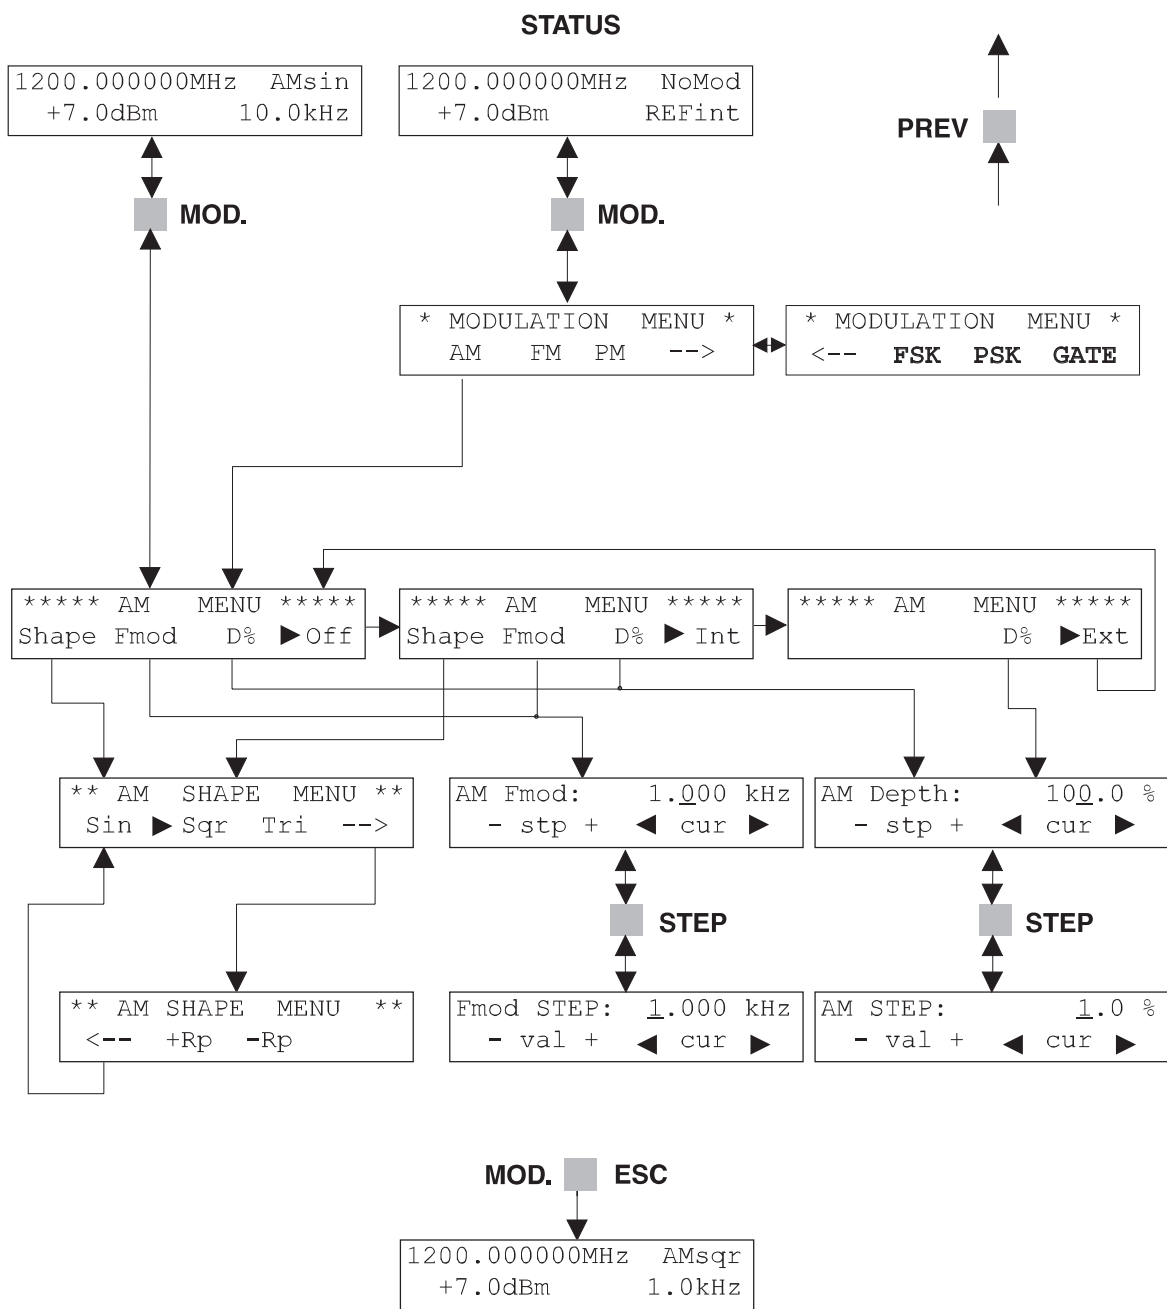 STATUS
1200.000000MHz AMsin
+7.0dBm 10.0kHz
1200.000000MHz NoMod
+7.0dBm REFint
PREV
MOD.
MOD.
* MODULATION MENU *
AM FM PM -->
* MODULATION MENU *
<-- FSK PSK GATE
***** AM MENU *****
Shape Fmod D% ▶Off
***** AM MENU *****
Shape Fmod D% ▶ Int
***** AM MENU *****
D% ▶Ext
** AM SHAPE MENU **
Sin ▶ Sqr Tri -->
AM Fmod: 1.000 kHz
- stp + ◀ cur ▶
AM Depth: 100.0 %
- stp + ◀ cur ▶
STEP
STEP
** AM SHAPE MENU **
<-- +Rp -Rp
Fmod STEP: 1.000 kHz
- val + ◀ cur ▶
AM STEP: 1.0 %
- val + ◀ cur ▶
MOD. ESC
1200.000000MHz AMsqr
+7.0dBm 1.0kHz